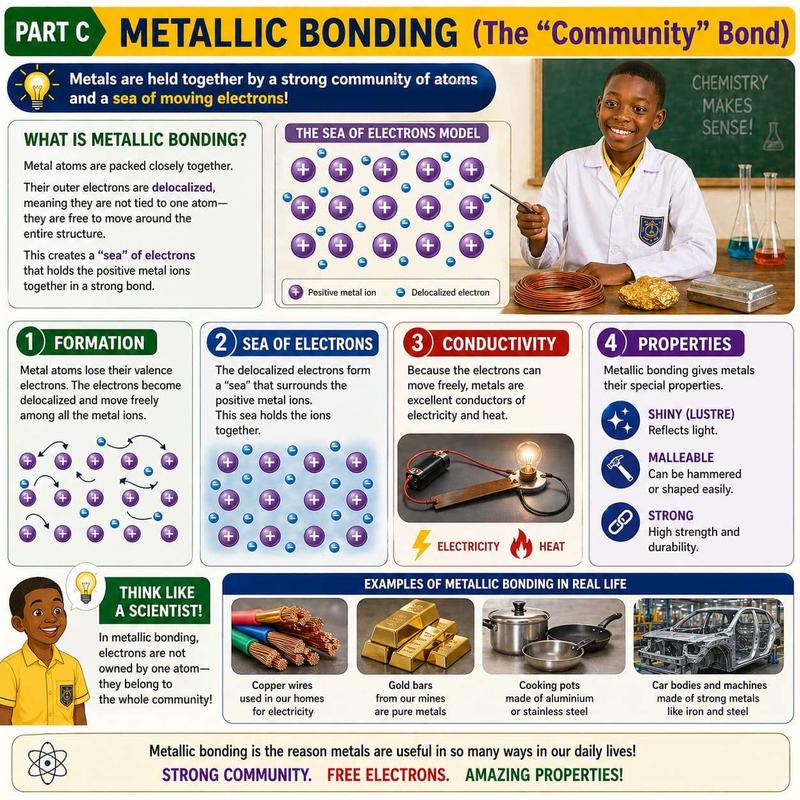 PART C
METALLIC BONDING (The “Community” Bond)
Metals are held together by a strong community of atoms
and a sea of moving electrons!
CHEMISTRY
MAKES
SENSE!
WHAT IS METALLIC BONDING?
Metal atoms are packed closely together.
Their outer electrons are delocalized,
meaning they are not tied to one atom—
they are free to move around the
entire structure.
This creates a “sea” of electrons
that holds the positive metal ions
together in a strong bond.
THE SEA OF ELECTRONS MODEL
Positive metal ion
Delocalized electron
1 FORMATION
Metal atoms lose their valence
electrons. The electrons become
delocalized and move freely
among all the metal ions.
2 SEA OF ELECTRONS
The delocalized electrons form
a “sea” that surrounds the
positive metal ions.
This sea holds the ions
together.
3 CONDUCTIVITY
Because the electrons can
move freely, metals are
excellent conductors of
electricity and heat.
ELECTRICITY
HEAT
4 PROPERTIES
Metallic bonding gives metals
their special properties.
SHINY (LUSTRE)
Reflects light.
MALLEABLE
Can be hammered
or shaped easily.
STRONG
High strength and
durability.
THINK LIKE
A SCIENTIST!
In metallic bonding,
electrons are not
owned by one atom—
they belong to
the whole community!
EXAMPLES OF METALLIC BONDING IN REAL LIFE
Copper wires
used in our homes
for electricity
Gold bars
from our mines
are pure metals
Cooking pots
made of aluminium
or stainless steel
Car bodies and machines
made of strong metals
like iron and steel
Metallic bonding is the reason metals are useful in so many ways in our daily lives!
STRONG COMMUNITY. FREE ELECTRONS. AMAZING PROPERTIES!